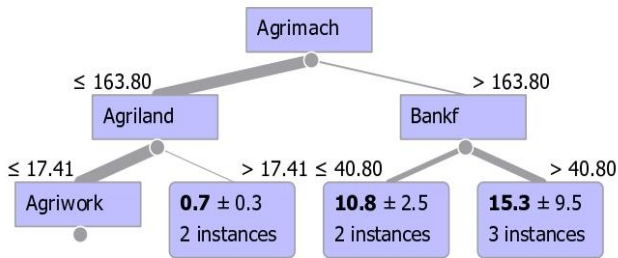 Agrimach
≤ 163.80
> 163.80
Agriland
Bankf
≤ 17.41
> 17.41
≤ 40.80
> 40.80
Agriwork
0.7 ± 0.3
2 instances
10.8 ± 2.5
2 instances
15.3 ± 9.5
3 instances